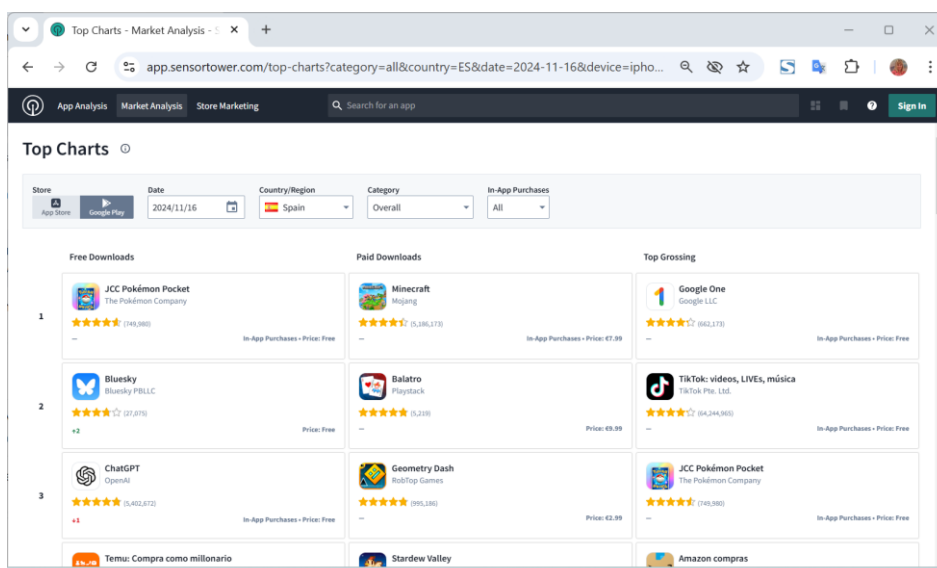 Top Charts - Market Analysis - S
app.sensortower.com/top-charts?category=all&country=ES&date=2024-11-16&device=ipho...
App Analysis Market Analysis Store Marketing Search for an app Sign In
Top Charts
Store Date Country/Region Category In-App Purchases
App Store Google Play 2024/11/16 Spain Overall All
Free Downloads Paid Downloads Top Grossing
1
JCC Pokémon Pocket
The Pokémon Company
(749,980)
-- In-App Purchases • Price: Free
Minecraft
Mojang
(5,186,173)
-- In-App Purchases • Price: €7.99
Google One
Google LLC
(662,173)
-- In-App Purchases • Price: Free
2
Bluesky
Bluesky PBLLC
(27,075)
+2 Price: Free
Balatro
Playstack
(5,219)
-- Price: €9.99
TikTok: vídeos, LIVEs, música
TikTok Pte. Ltd.
(64,244,965)
-- In-App Purchases • Price: Free
3
ChatGPT
OpenAI
(5,402,672)
In-App Purchases • Price: Free
Geometry Dash
RobTop Games
(995,186)
-- Price: €2.99
JCC Pokémon Pocket
The Pokémon Company
(749,980)
-- In-App Purchases • Price: Free
Temu: Compra como millonario
Stardew Valley
Amazon compras